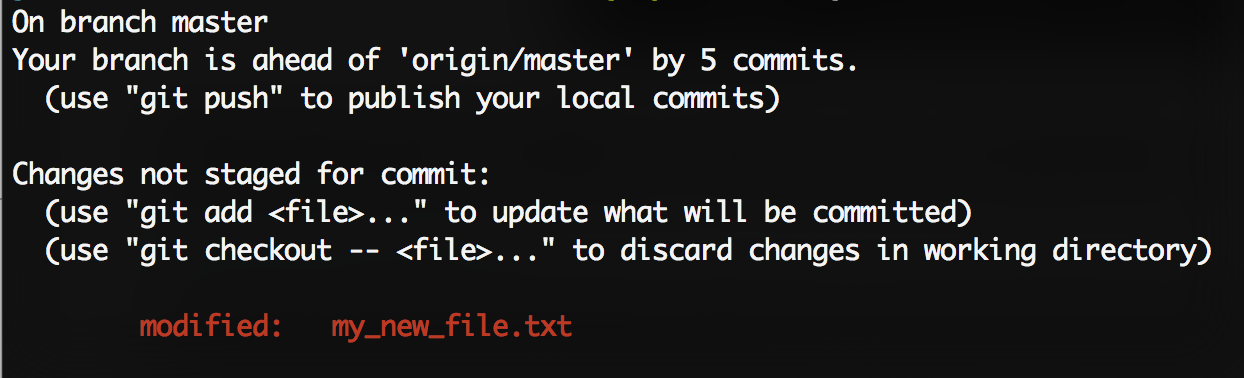 On branch master
Your branch is ahead of 'origin/master' by 5 commits.
  (use "git push" to publish your local commits)

Changes not staged for commit:
  (use "git add <file>..." to update what will be committed)
  (use "git checkout -- <file>..." to discard changes in working directory)

        modified:   my_new_file.txt